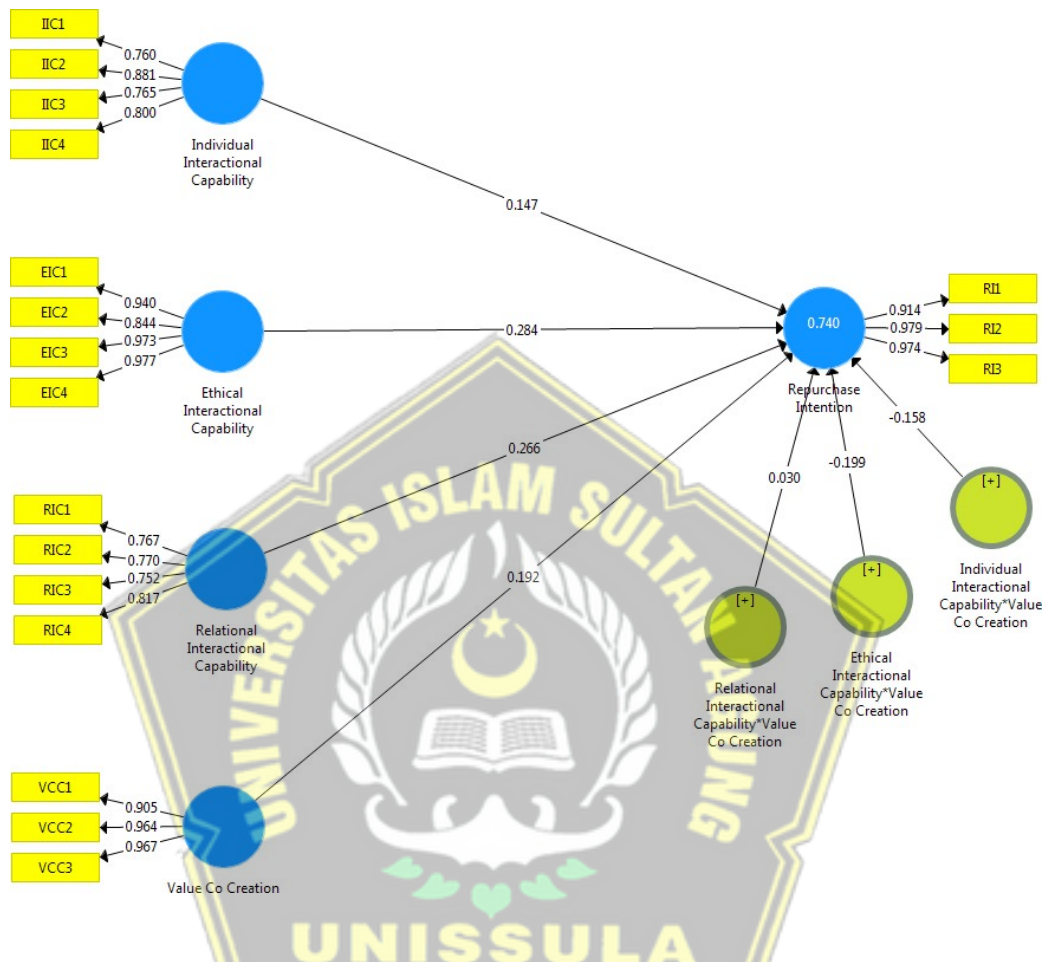 IIC1
IIC2
IIC3
IIC4
0.760
0.881
0.765
0.800
Individual
Interactional
Capability
0.147
EIC1
EIC2
EIC3
EIC4
0.940
0.844
0.973
0.977
Ethical
Interactional
Capability
0.284
RIC1
RIC2
RIC3
RIC4
0.767
0.770
0.752
0.817
Relational
Interactional
Capability
0.266
VCC1
VCC2
VCC3
0.905
0.964
0.967
Value Co Creation
0.192
0.740
Repurchase
Intention
0.914
0.979
0.974
RI1
RI2
RI3
0.030
-0.199
-0.158
[+]
Relational
Interactional
Capability*Value
Co Creation
[+]
Ethical
Interactional
Capability*Value
Co Creation
[+]
Individual
Interactional
Capability*Value
Co Creation
UNIVERSITAS ISLAM SULTAN AGUNG
UNISSULA